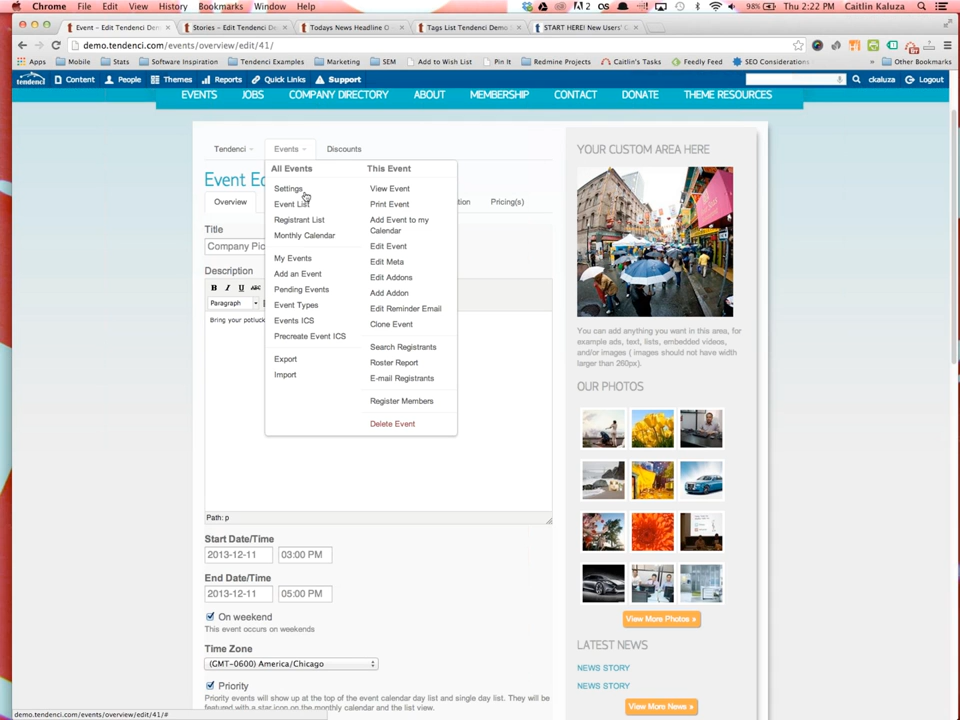 Chrome File Edit View History Bookmarks Window Help
2 98% Thu 2:22 PM Caitlin Kaluza
Event – Edit Tendenci Demo
Stories – Edit Tendenci D
Todays News Headline O
Tags List Tendenci Demo
START HERE! New Users' G
demo.tendenci.com/events/overview/edit/41/
Apps Mobile Stats Software Inspiration Tendenci Examples Marketing SEM Add to Wish List Pin It Redmine Projects Caitlin's Tasks Feedly Feed SEO Considerations » Other Bookmarks
tendenci Content People Themes Reports Quick Links Support ckaluza Logout
EVENTS JOBS COMPANY DIRECTORY ABOUT MEMBERSHIP CONTACT DONATE THEME RESOURCES
Tendenci Events Discounts
All Events
Settings
Event List
Registrant List
Monthly Calendar
My Events
Add an Event
Pending Events
Event Types
Events ICS
Precreate Event ICS
Export
Import
This Event
View Event
Print Event
Add Event to my
Calendar
Edit Event
Edit Meta
Edit Addons
Add Addon
Edit Reminder Email
Clone Event
Search Registrants
Roster Report
E-mail Registrants
Register Members
Delete Event
Event Ed
Overview
Pricing(s)
Title
Company Pic
Description
B I U ABC
Paragraph
Bring your potluck
Path: p
Start Date/Time
2013-12-11 03:00 PM
End Date/Time
2013-12-11 05:00 PM
On weekend
This event occurs on weekends
Time Zone
(GMT-0600) America/Chicago
Priority
Priority events will show up at the top of the event calendar day list and single day list. They will be
featured with a star icon on the monthly calendar and the list view.
YOUR CUSTOM AREA HERE
You can add anything you want in this area, for
example ads, text, lists, embedded videos,
and/or images ( images should not have width
larger than 260px).
OUR PHOTOS
View More Photos »
LATEST NEWS
NEWS STORY
NEWS STORY
View More News »
demo.tendenci.com/events/overview/edit/41/#